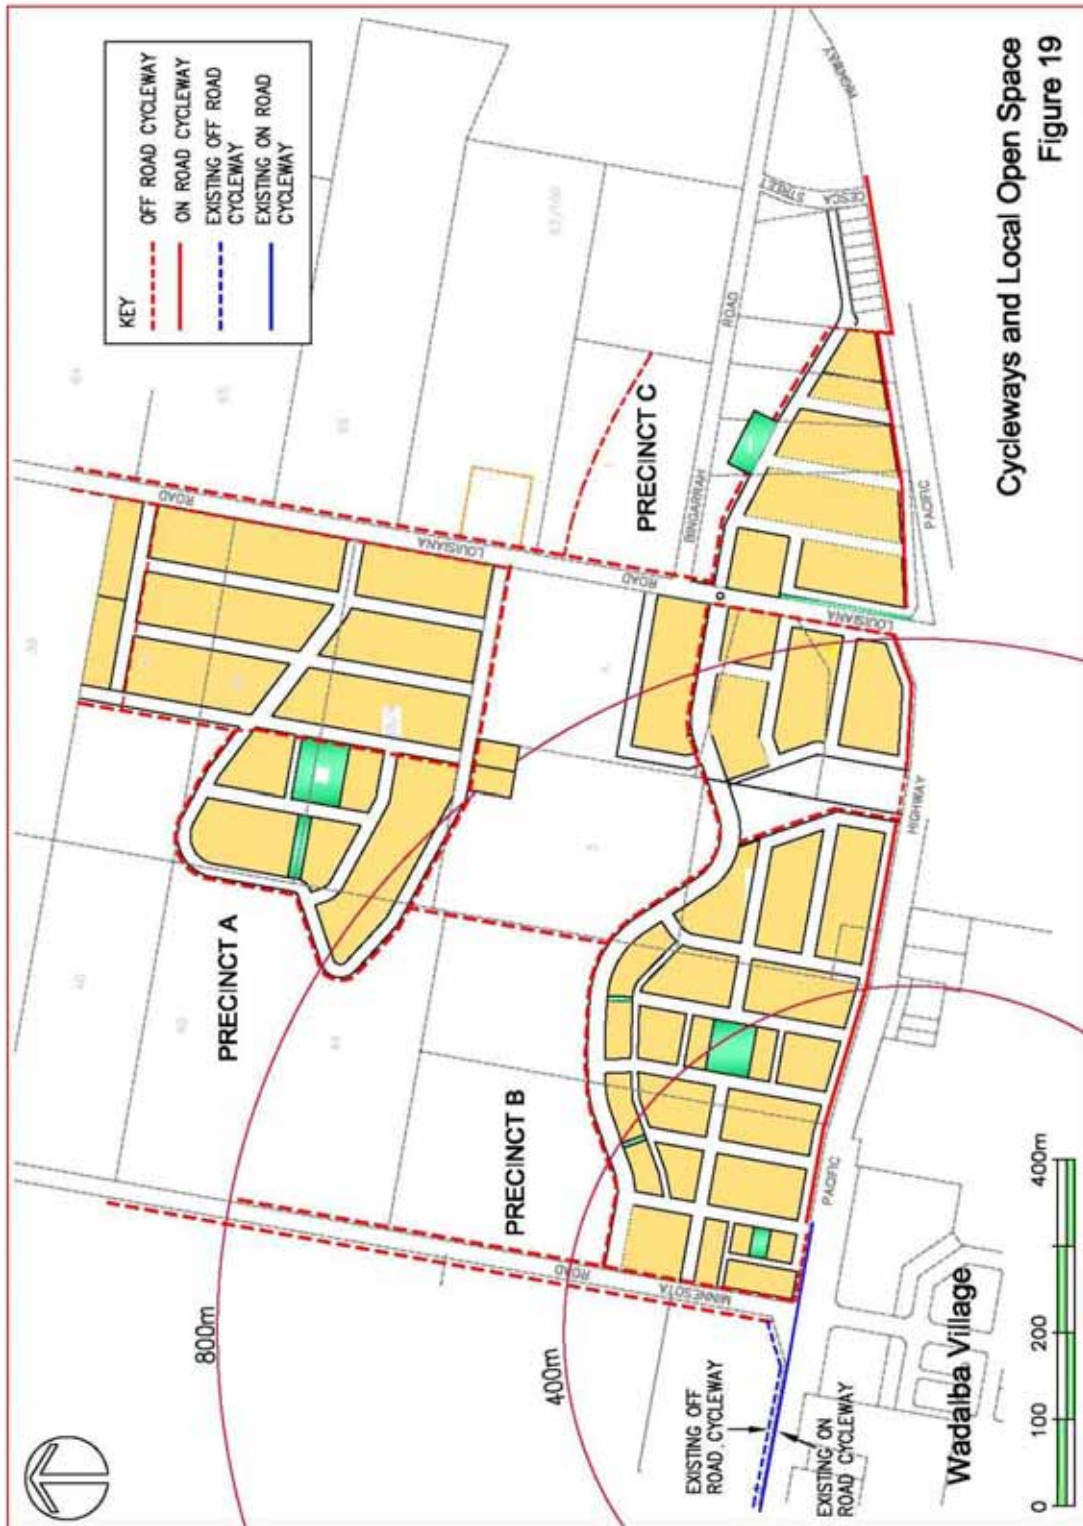 KEY
OFF ROAD CYCLEWAY
ON ROAD CYCLEWAY
EXISTING OFF ROAD
CYCLEWAY
EXISTING ON ROAD
CYCLEWAY
PRECINCT A
PRECINCT B
PRECINCT C
800m
400m
ROAD
LOUISIANA
ROAD
LOUISIANA
BINGARRAH
ROAD
HIGHWAY
CESCA
STREET
PACIFIC
HIGHWAY
PACIFIC
MINNESOTA
ROAD
EXISTING OFF
ROAD CYCLEWAY
EXISTING ON
ROAD CYCLEWAY
Wadalba Village
0 100 200 400m
Cycleways and Local Open Space
Figure 19